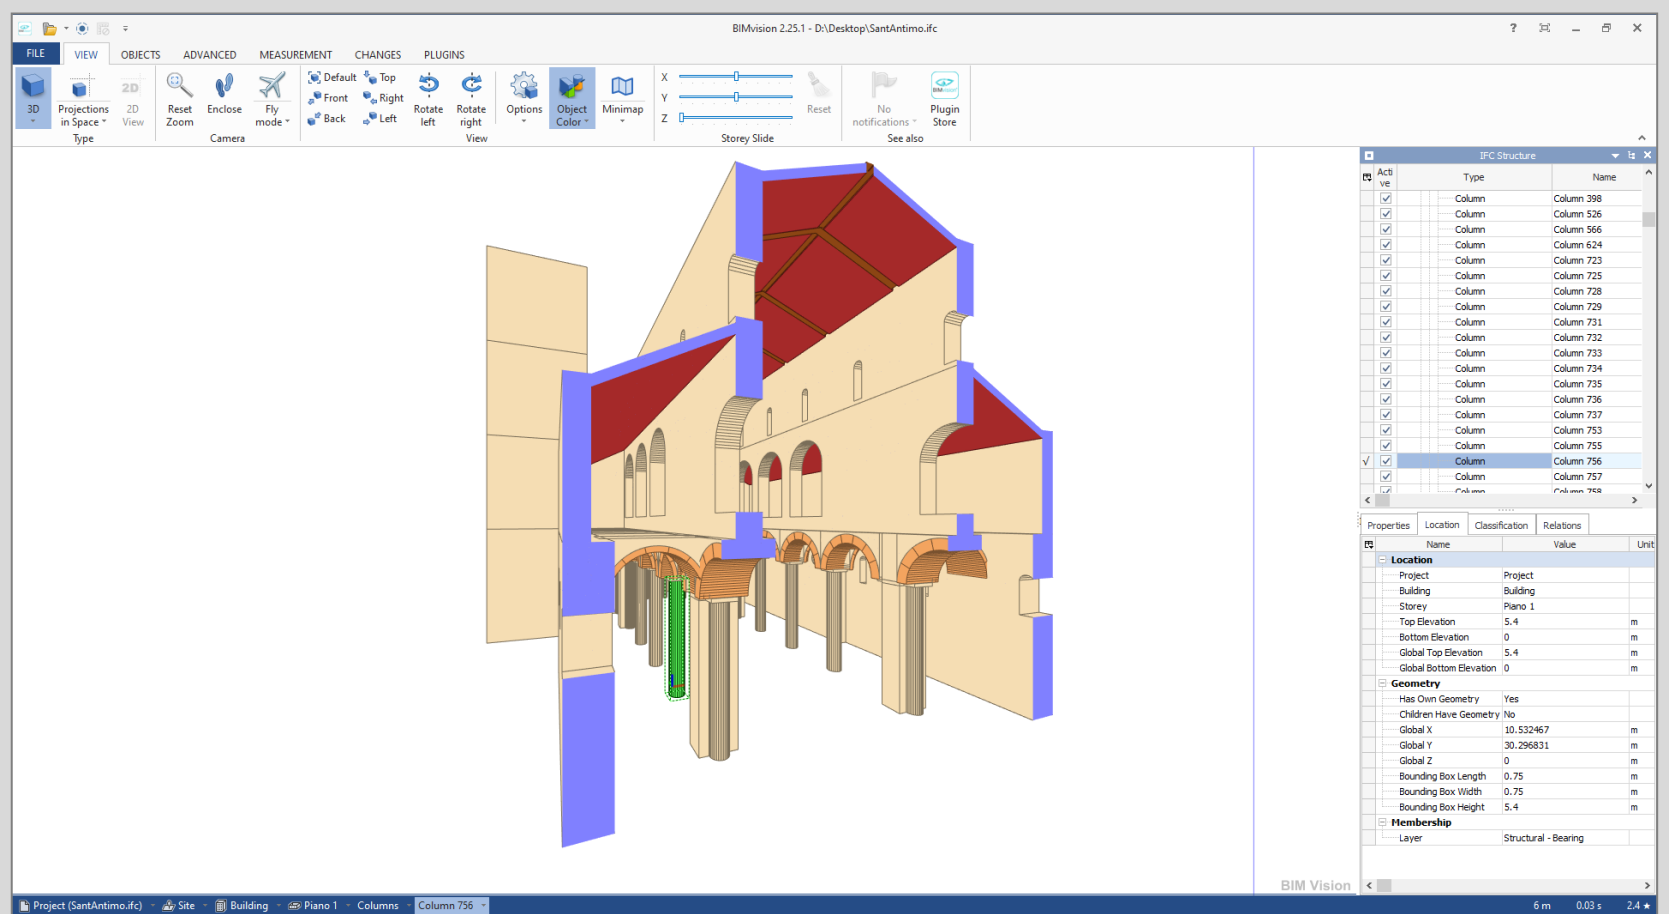 BIMvision 2.25.1 - D:\Desktop\SantAntimo.ifc
FILE VIEW OBJECTS ADVANCED MEASUREMENT CHANGES PLUGINS
3D
Projections in Space
2D View
Type
Reset Zoom
Enclose
Fly mode
Camera
Default Top
Front Right
Back Left
Rotate left
Rotate right
Options
Object Color
Minimap
View
X
Y
Z
Reset
Storey Slide
No notifications
Plugin Store
See also
IFC Structure
Active Type Name
Column Column 398
Column Column 526
Column Column 566
Column Column 624
Column Column 723
Column Column 725
Column Column 728
Column Column 729
Column Column 731
Column Column 732
Column Column 733
Column Column 734
Column Column 735
Column Column 736
Column Column 737
Column Column 753
Column Column 755
√ Column Column 756
Column Column 757
Column Column 758
Properties Location Classification Relations
Name Value Unit
Location
Project Project
Building Building
Storey Piano 1
Top Elevation 5.4 m
Bottom Elevation 0 m
Global Top Elevation 5.4 m
Global Bottom Elevation 0 m
Geometry
Has Own Geometry Yes
Children Have Geometry No
Global X 10.532467 m
Global Y 30.296831 m
Global Z 0 m
Bounding Box Length 0.75 m
Bounding Box Width 0.75 m
Bounding Box Height 5.4 m
Membership
Layer Structural - Bearing
BIM Vision
Project (SantAntimo.ifc) Site Building Piano 1 Columns Column 756 6 m 0.03 s 2.4 ★